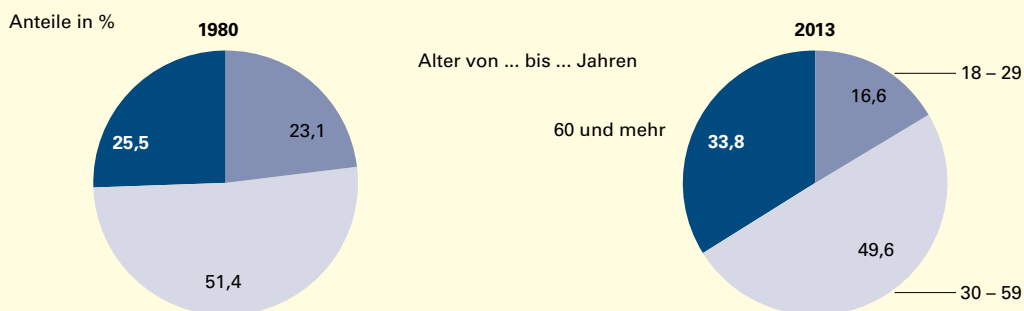 Anteile in %
1980
25,5
23,1
51,4
Alter von ... bis ... Jahren
60 und mehr
2013
18 – 29
16,6
33,8
49,6
30 – 59